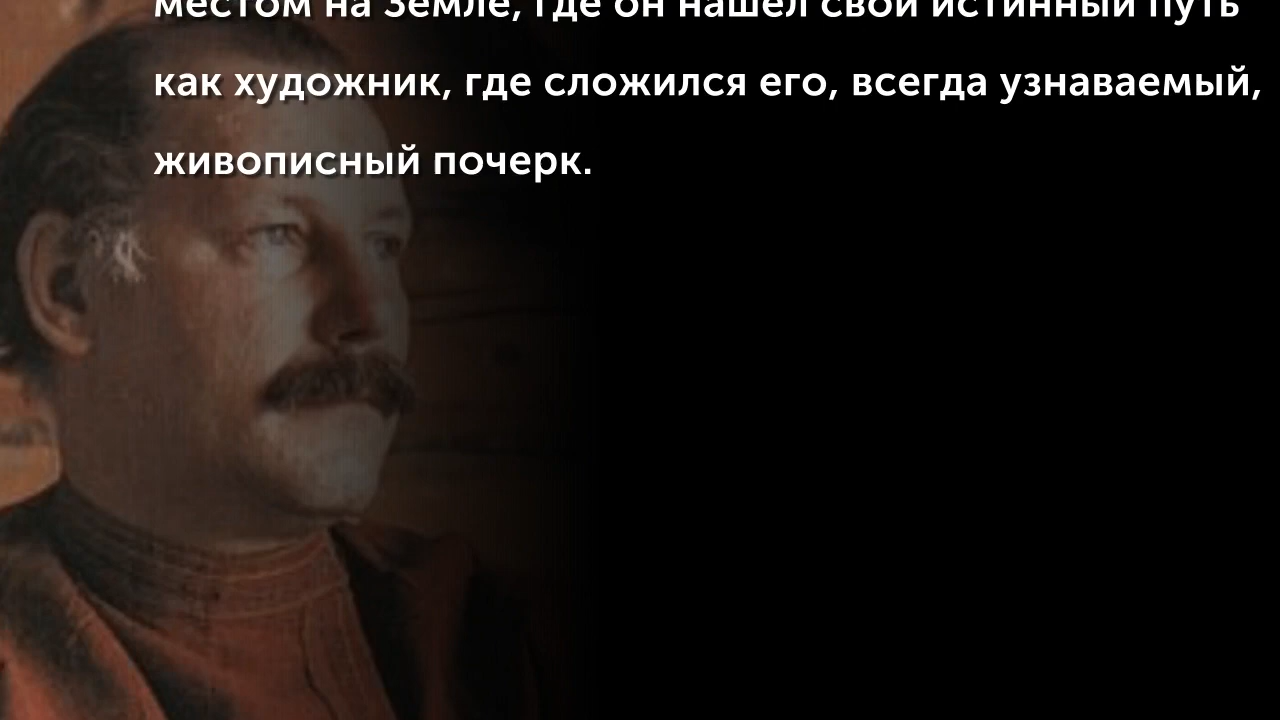 местом на Земле, где он нашел свой истинный путь
как художник, где сложился его, всегда узнаваемый,
живописный почерк.